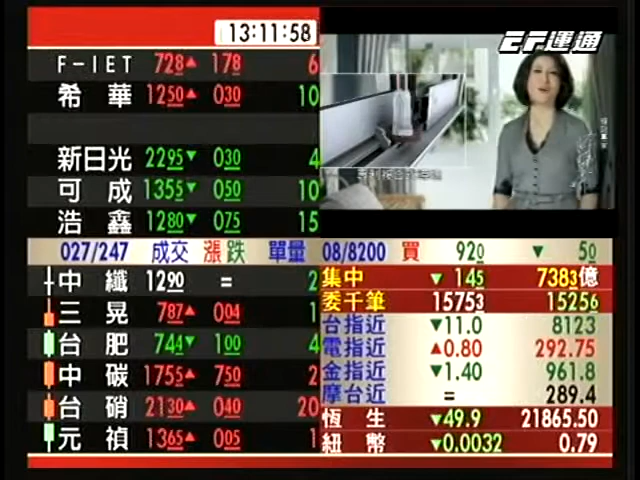 13:11:58
EF運通
F-IET 728▲ 178 6
希華 1250▲ 030 10
新日光 2295▼ 030 4
可成 1355▼ 050 10
浩鑫 1280▼ 075 15
027/247 成交 漲跌 單量 08/8200 買 920 ▼ 50
中纖 1290 = 2
三晃 787▲ 004 1
台肥 744▼ 100 4
中碳 1755▲ 750 2
台硝 2130▲ 040 20
元禎 1365▲ 005 1
集中 ▼ 145 7383億
委千筆 15753 15256
台指近 ▼11.0 8123
電指近 ▲0.80 292.75
金指近 ▼1.40 961.8
摩台近 = 289.4
恆生 ▼49.9 21865.50
紐幣 ▼0.0032 0.79